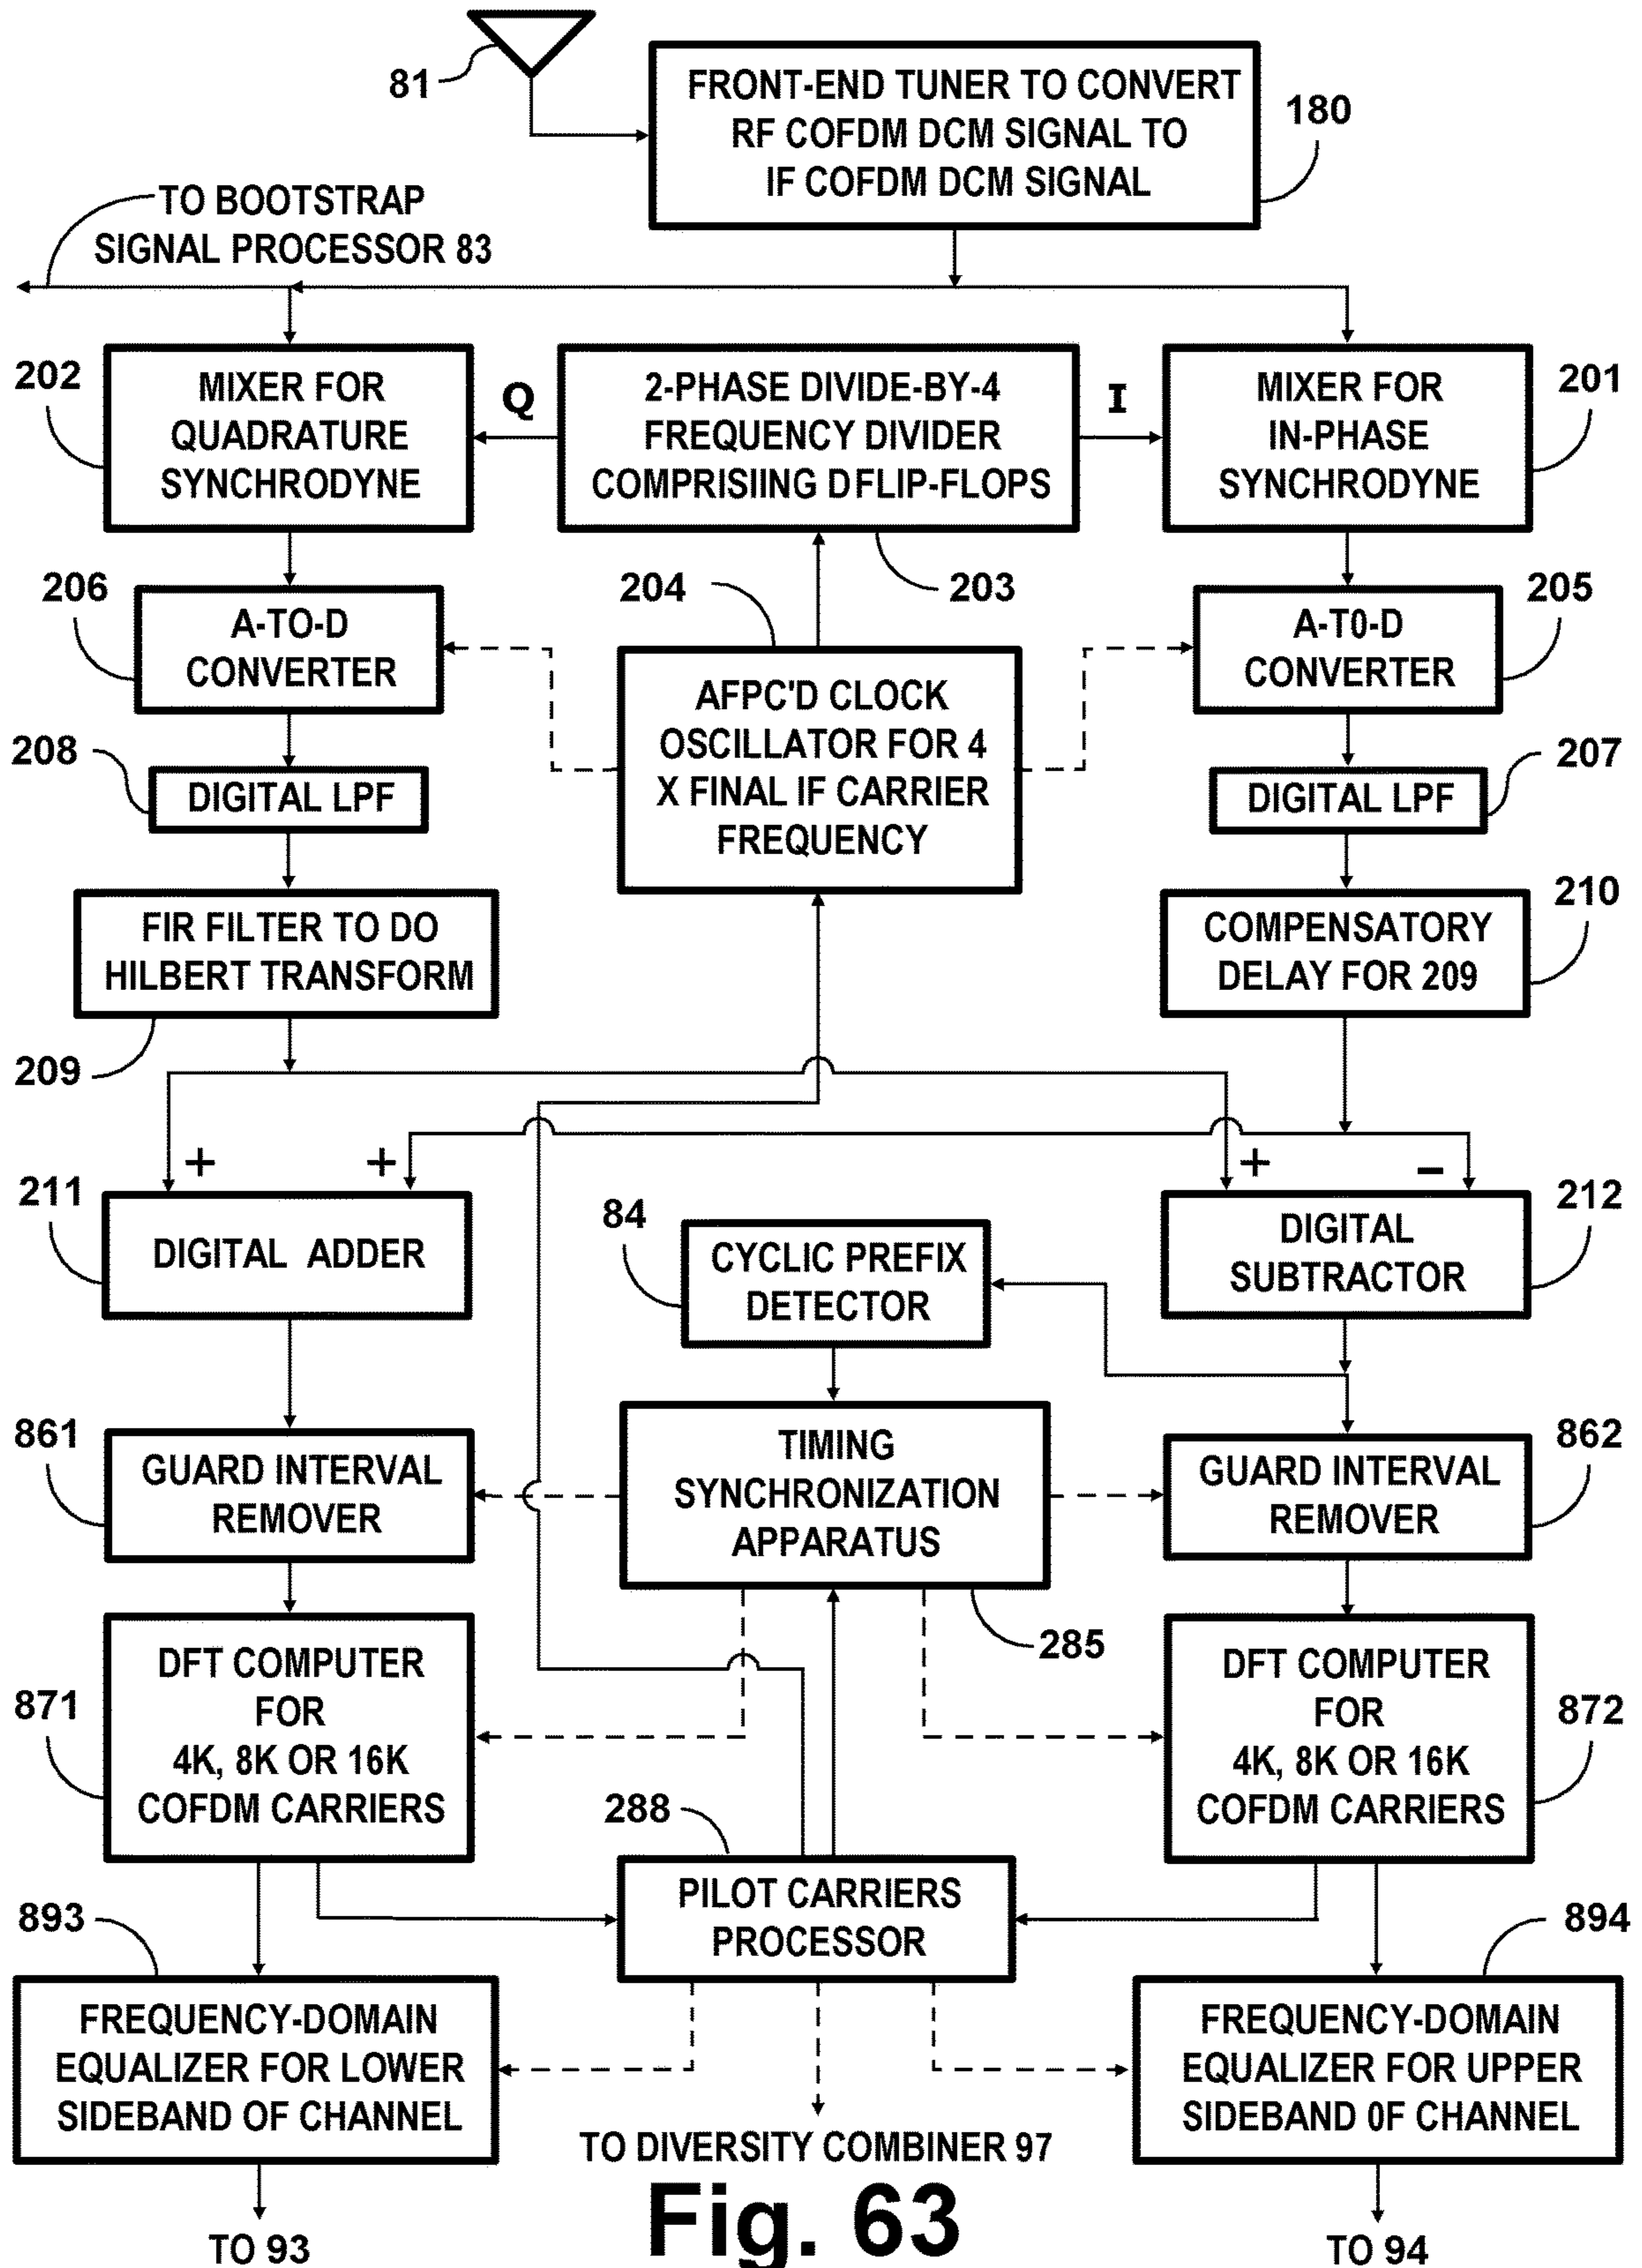 81
FRONT-END TUNER TO CONVERT
RF COFDM DCM SIGNAL TO
IF COFDM DCM SIGNAL
180
TO BOOTSTRAP
SIGNAL PROCESSOR 83
202
MIXER FOR
QUADRATURE
SYNCHRODYNE
Q
2-PHASE DIVIDE-BY-4
FREQUENCY DIVIDER
COMPRISIING D FLIP-FLOPS
I
MIXER FOR
IN-PHASE
SYNCHRODYNE
201
206
A-TO-D
CONVERTER
204
203
A-T0-D
CONVERTER
205
AFPC'D CLOCK
OSCILLATOR FOR 4
X FINAL IF CARRIER
FREQUENCY
208
DIGITAL LPF
DIGITAL LPF
207
FIR FILTER TO DO
HILBERT TRANSFORM
209
COMPENSATORY
DELAY FOR 209
210
+
+
+
–
211
DIGITAL ADDER
84
CYCLIC PREFIX
DETECTOR
DIGITAL
SUBTRACTOR
212
861
GUARD INTERVAL
REMOVER
TIMING
SYNCHRONIZATION
APPARATUS
285
GUARD INTERVAL
REMOVER
862
871
DFT COMPUTER
FOR
4K, 8K OR 16K
COFDM CARRIERS
DFT COMPUTER
FOR
4K, 8K OR 16K
COFDM CARRIERS
872
288
PILOT CARRIERS
PROCESSOR
893
FREQUENCY-DOMAIN
EQUALIZER FOR LOWER
SIDEBAND OF CHANNEL
894
FREQUENCY-DOMAIN
EQUALIZER FOR UPPER
SIDEBAND 0F CHANNEL
TO DIVERSITY COMBINER 97
TO 93
Fig. 63
TO 94